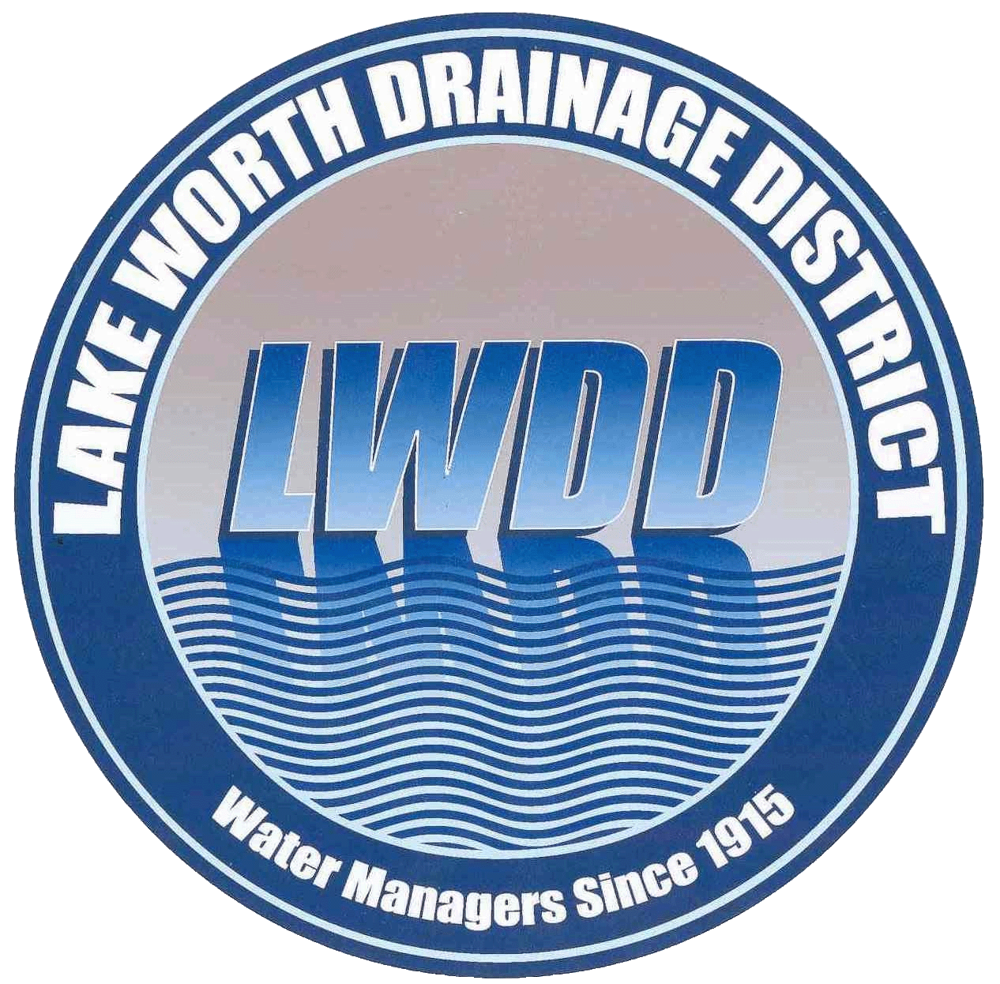 LAKE WORTH DRAINAGE DISTRICT
LWDD
Water Managers Since 1915